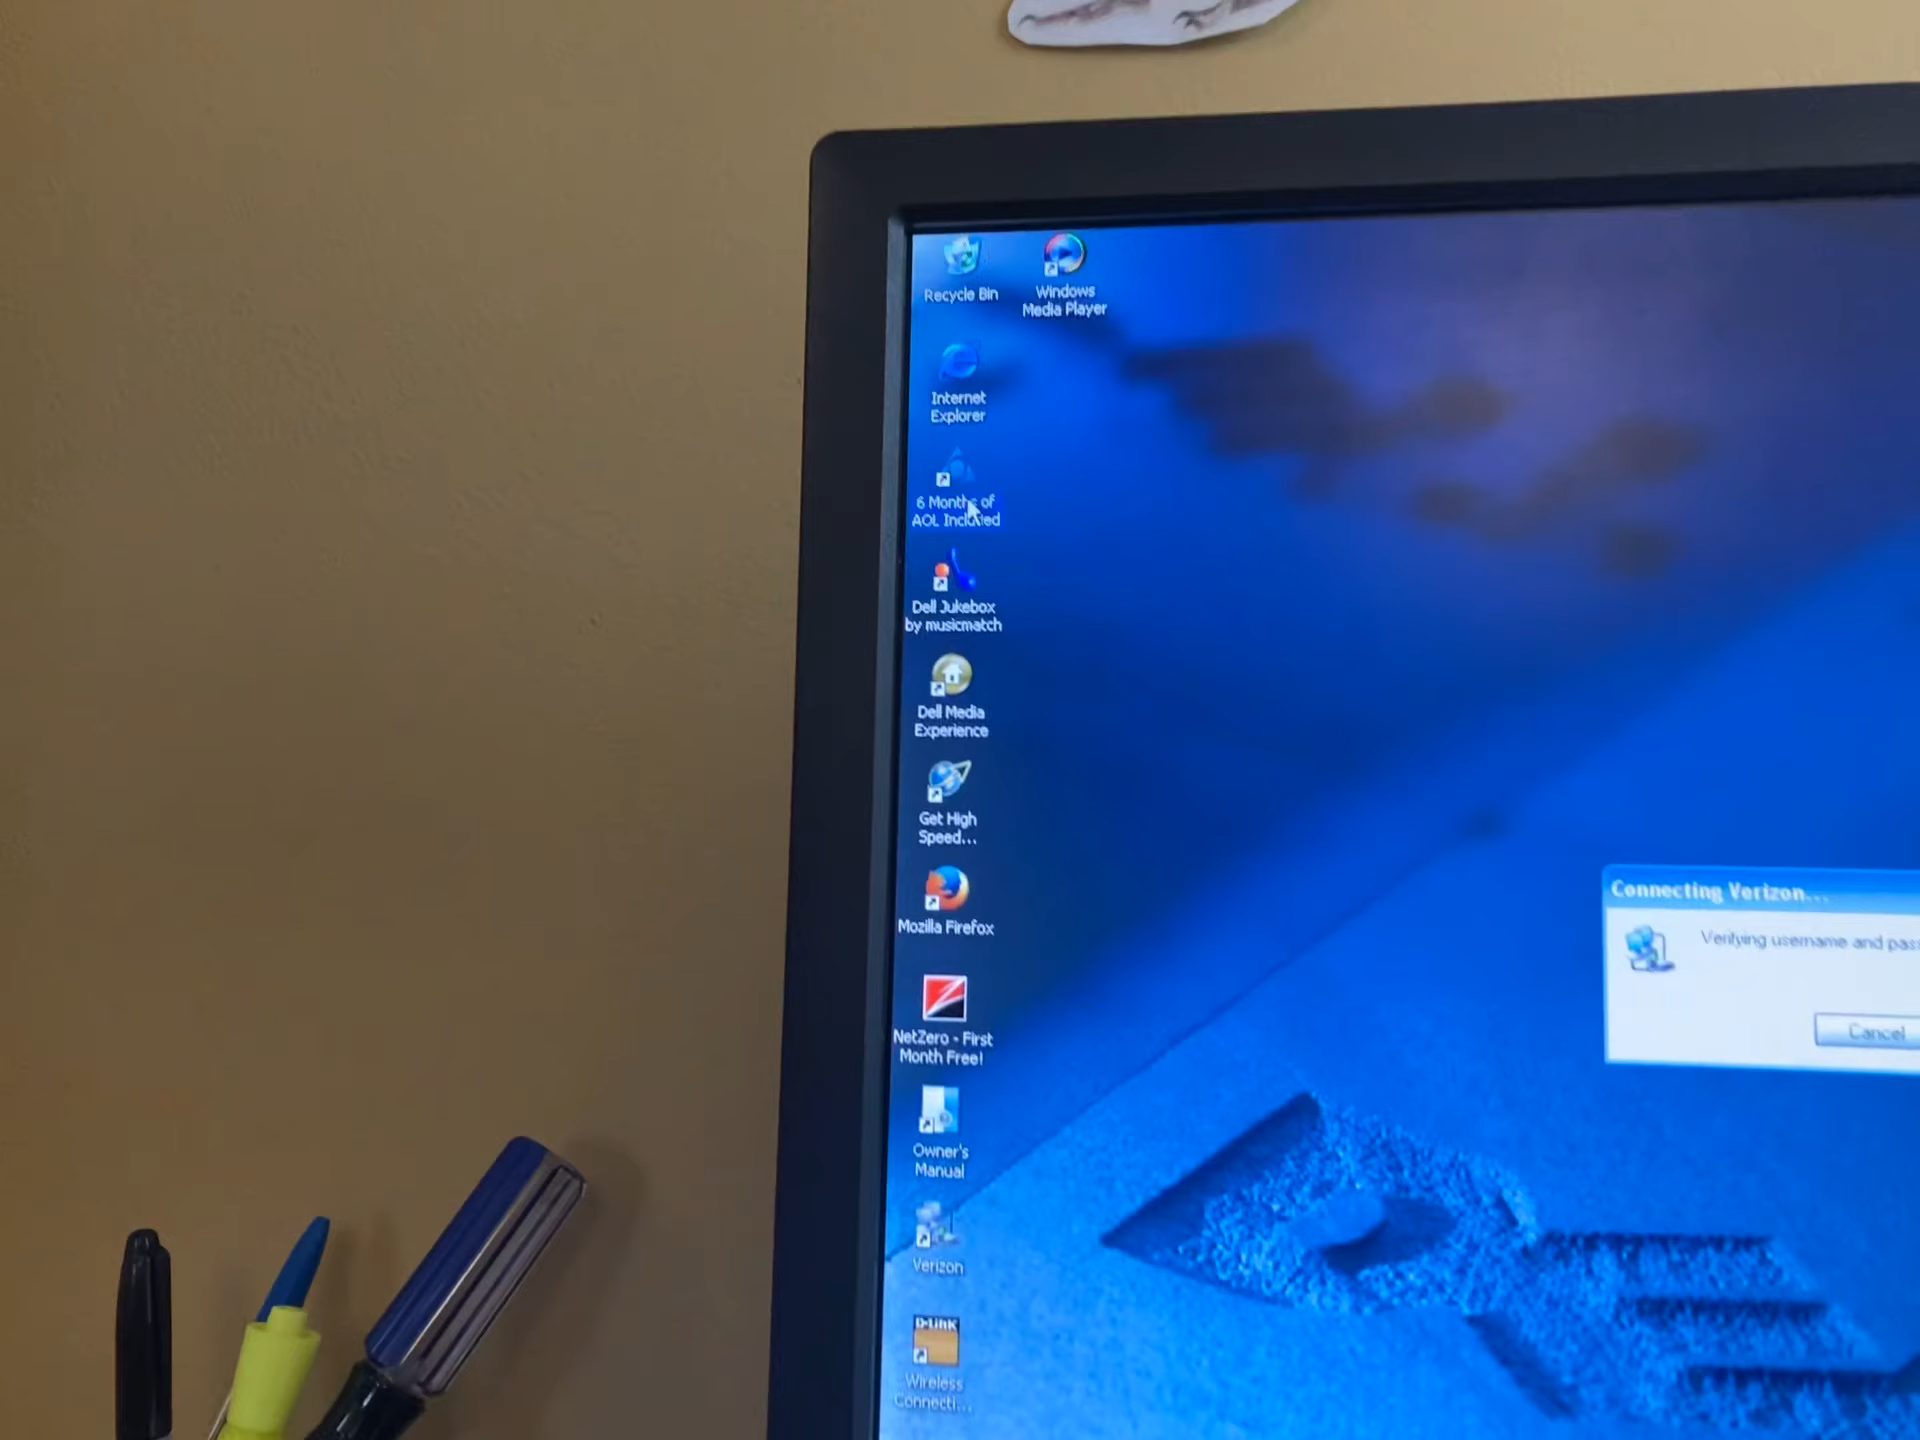 Recycle Bin
Windows
Media Player
Internet
Explorer
6 Months of
AOL Included
Dell Jukebox
by musicmatch
Dell Media
Experience
Get High
Speed...
Mozilla Firefox
NetZero - First
Month Free!
Owner's
Manual
Verizon
D-Link
Wireless
Connecti...
Connecting Verizon...
Verifying username and
Cancel